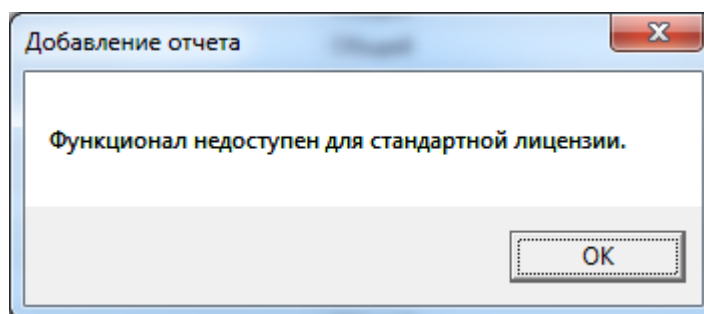 Добавление отчета
Функционал недоступен для стандартной лицензии.
OK